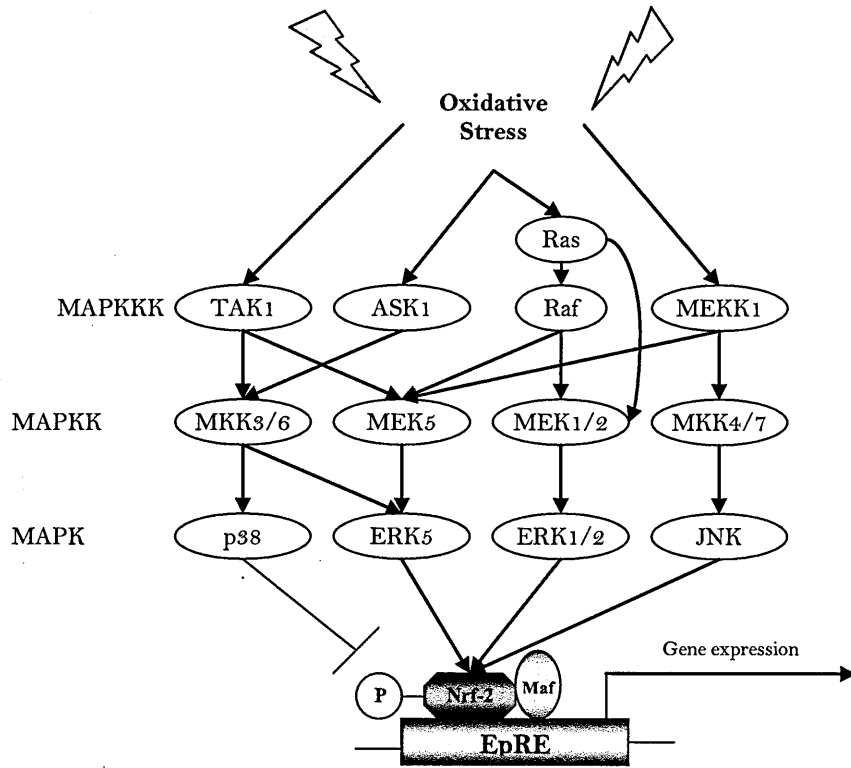 Oxidative
Stress
Ras
MAPKKK TAK1 ASK1 Raf MEKK1
MAPKK MKK3/6 MEK5 MEK1/2 MKK4/7
MAPK p38 ERK5 ERK1/2 JNK
Gene expression
P Nrf-2 Maf
EpRE